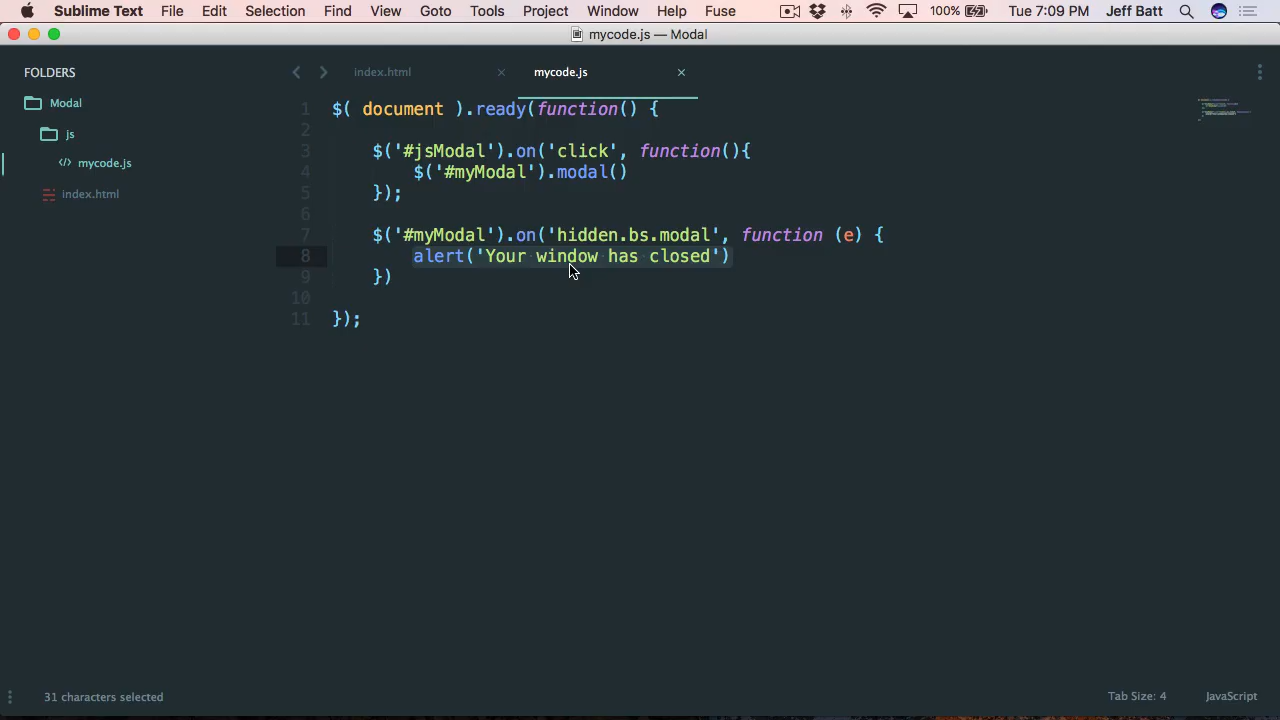 Sublime Text File Edit Selection Find View Goto Tools Project Window Help Fuse 100% Tue 7:09 PM Jeff Batt
mycode.js — Modal
FOLDERS
Modal
js
mycode.js
index.html
index.html mycode.js
1 $( document ).ready(function() {
2
3 $('#jsModal').on('click', function(){
4 $('#myModal').modal()
5 });
6
7 $('#myModal').on('hidden.bs.modal', function (e) {
8 alert('Your window has closed')
9 })
10
11 });
31 characters selected Tab Size: 4 JavaScript